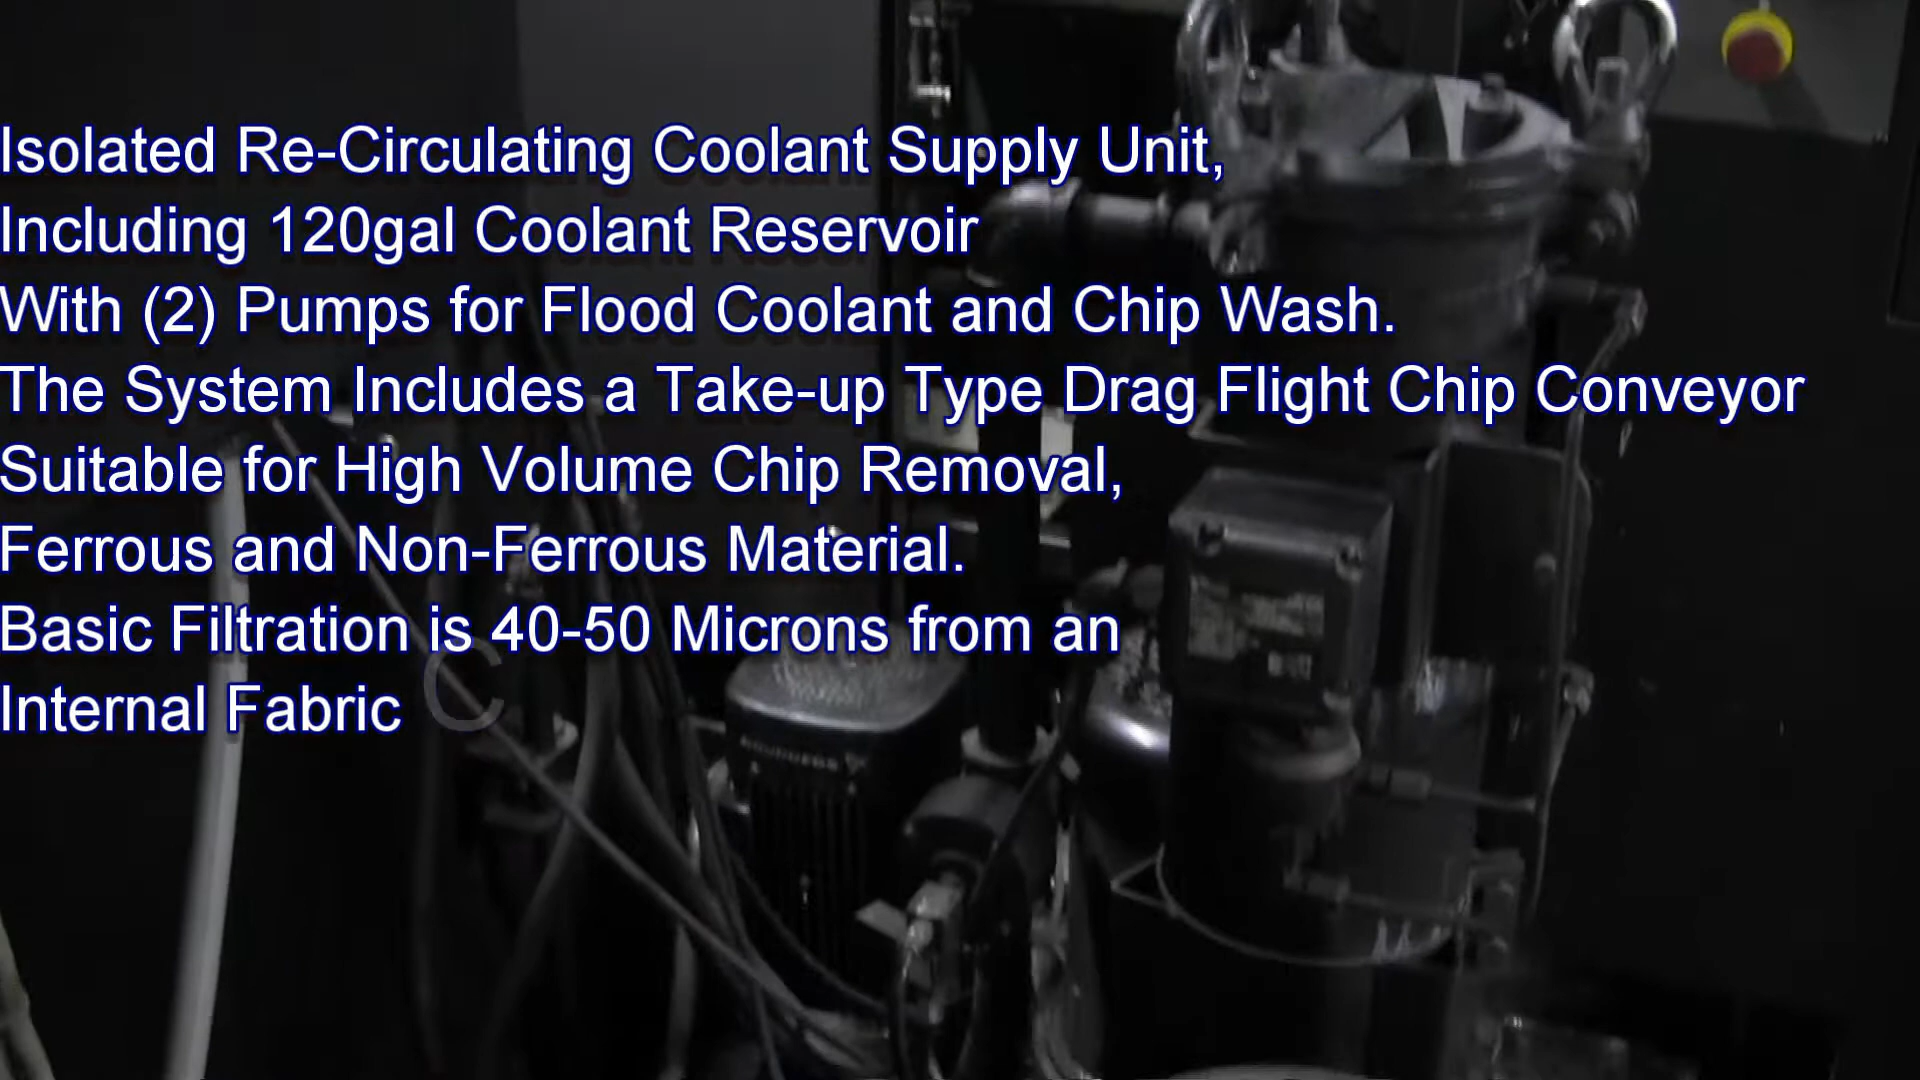 Isolated Re-Circulating Coolant Supply Unit,
Including 120gal Coolant Reservoir
With (2) Pumps for Flood Coolant and Chip Wash.
The System Includes a Take-up Type Drag Flight Chip Conveyor
Suitable for High Volume Chip Removal,
Ferrous and Non-Ferrous Material.
Basic Filtration is 40-50 Microns from an
Internal Fabric C